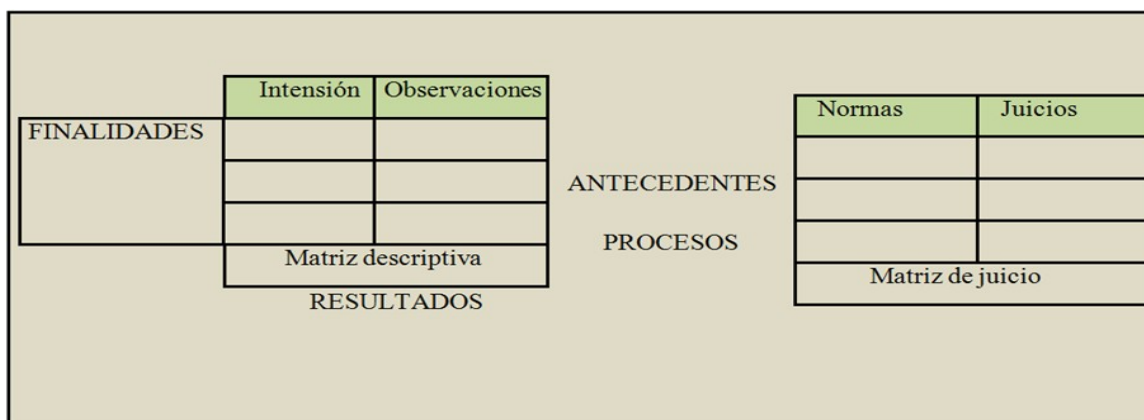 Intensión Observaciones
FINALIDADES
Matriz descriptiva
RESULTADOS
ANTECEDENTES
PROCESOS
Normas Juicios
Matriz de juicio